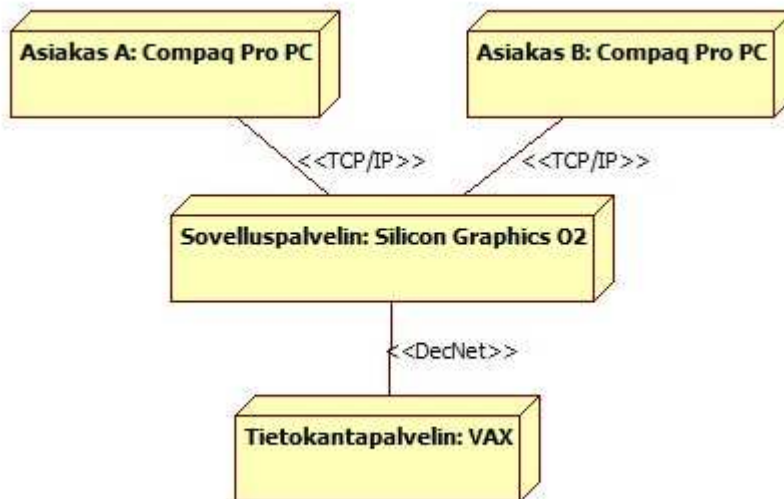 Asiakas A: Compaq Pro PC
Asiakas B: Compaq Pro PC
<<TCP/IP>>
<<TCP/IP>>
Sovelluspalvelin: Silicon Graphics O2
<<DecNet>>
Tietokantapalvelin: VAX